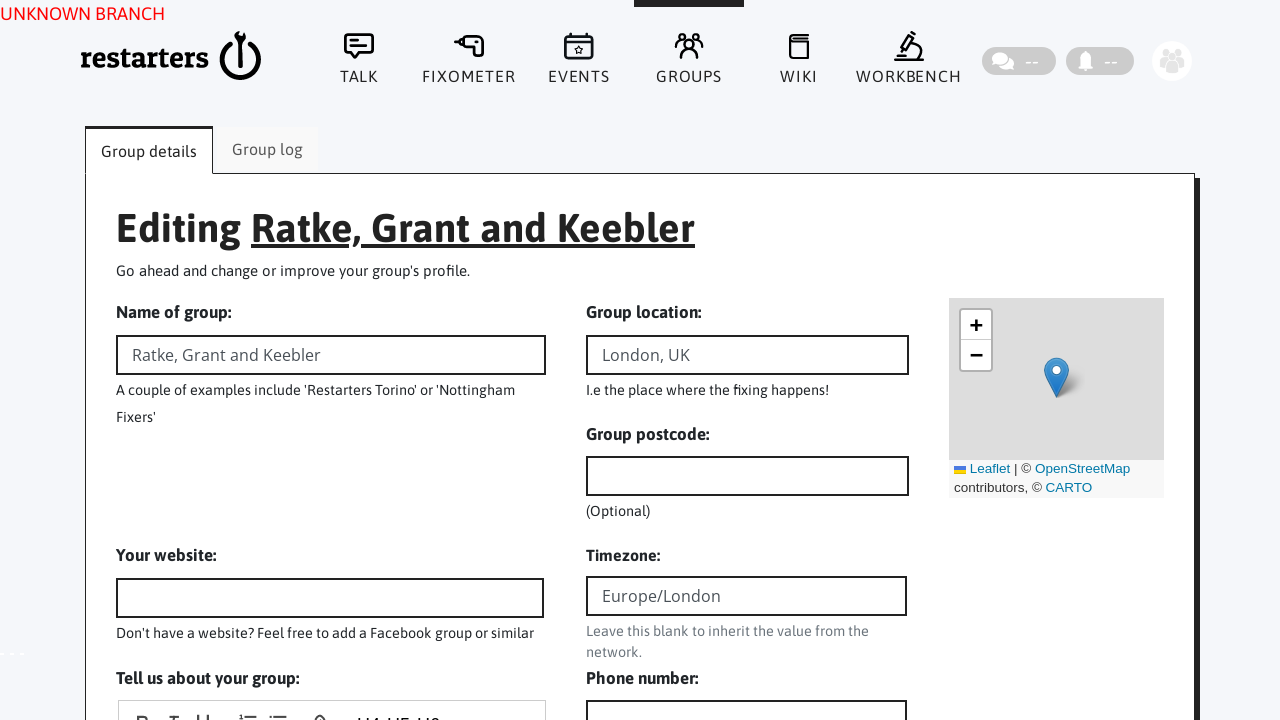 UNKNOWN BRANCH
restarters
TALK
FIXOMETER
EVENTS
GROUPS
WIKI
WORKBENCH
--
--
Group details
Group log
Editing Ratke, Grant and Keebler
Go ahead and change or improve your group's profile.
Name of group:
Ratke, Grant and Keebler
A couple of examples include 'Restarters Torino' or 'Nottingham
Fixers'
Group location:
London, UK
I.e the place where the fixing happens!
Group postcode:
(Optional)
+
−
Leaflet | © OpenStreetMap
contributors, © CARTO
Your website:
Don't have a website? Feel free to add a Facebook group or similar
Timezone:
Europe/London
Leave this blank to inherit the value from the
network.
Tell us about your group:
Phone number: